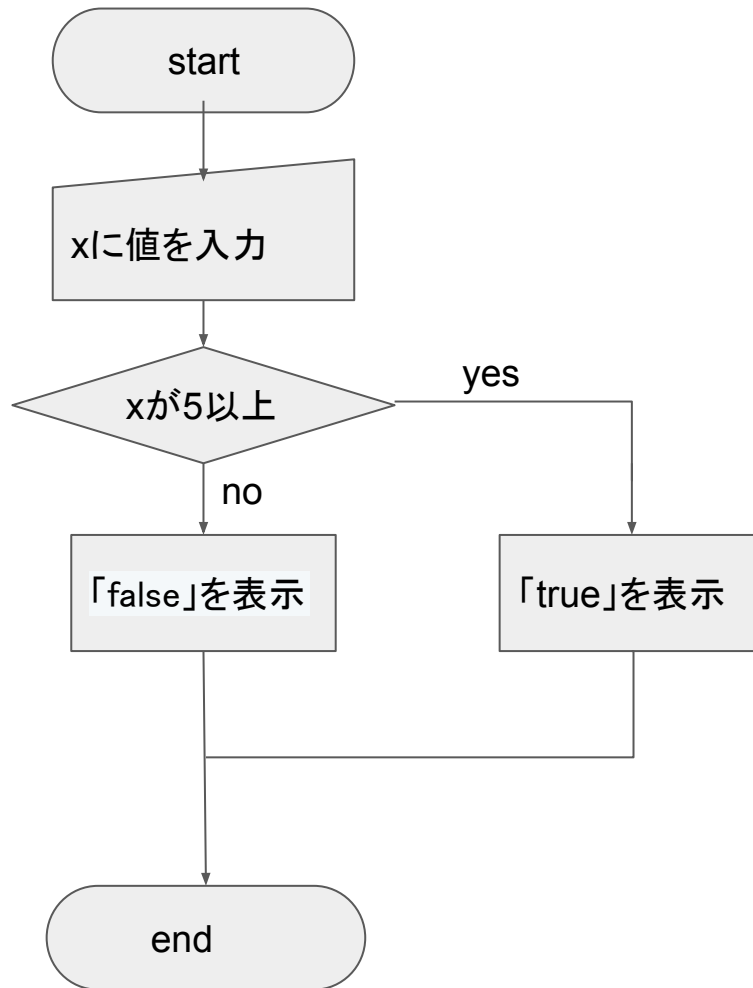 start
xに値を入力
xが5以上
yes
no
「false」を表示
「true」を表示
end